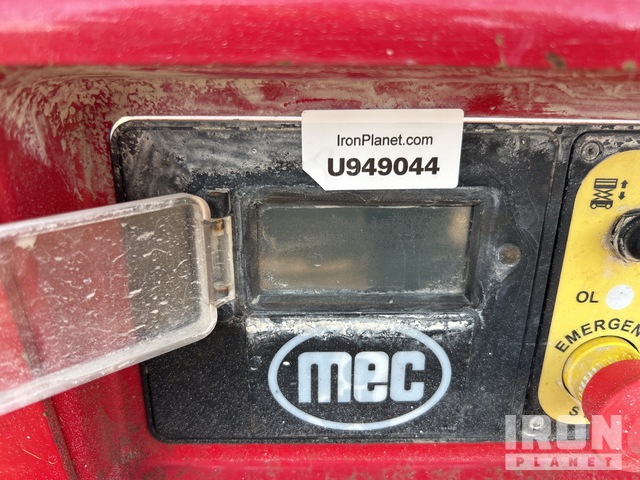 IronPlanet.com
U949044
mec
OL
EMERGEN
S
IRON
PLANET